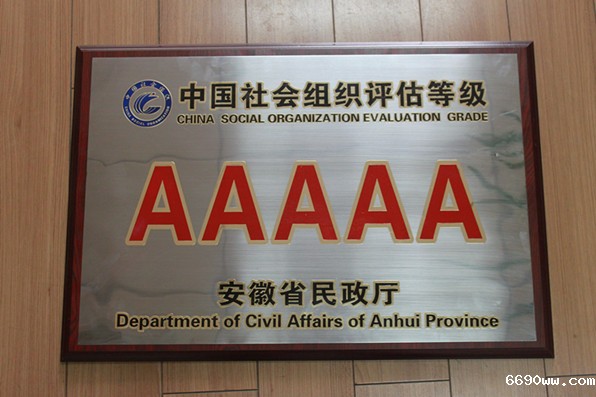 中国社会组织评估等级
CHINA SOCIAL ORGANIZATION EVALUATION GRADE
AAAAA
安徽省民政厅
Department of Civil Affairs of Anhui Province
6690ww.com